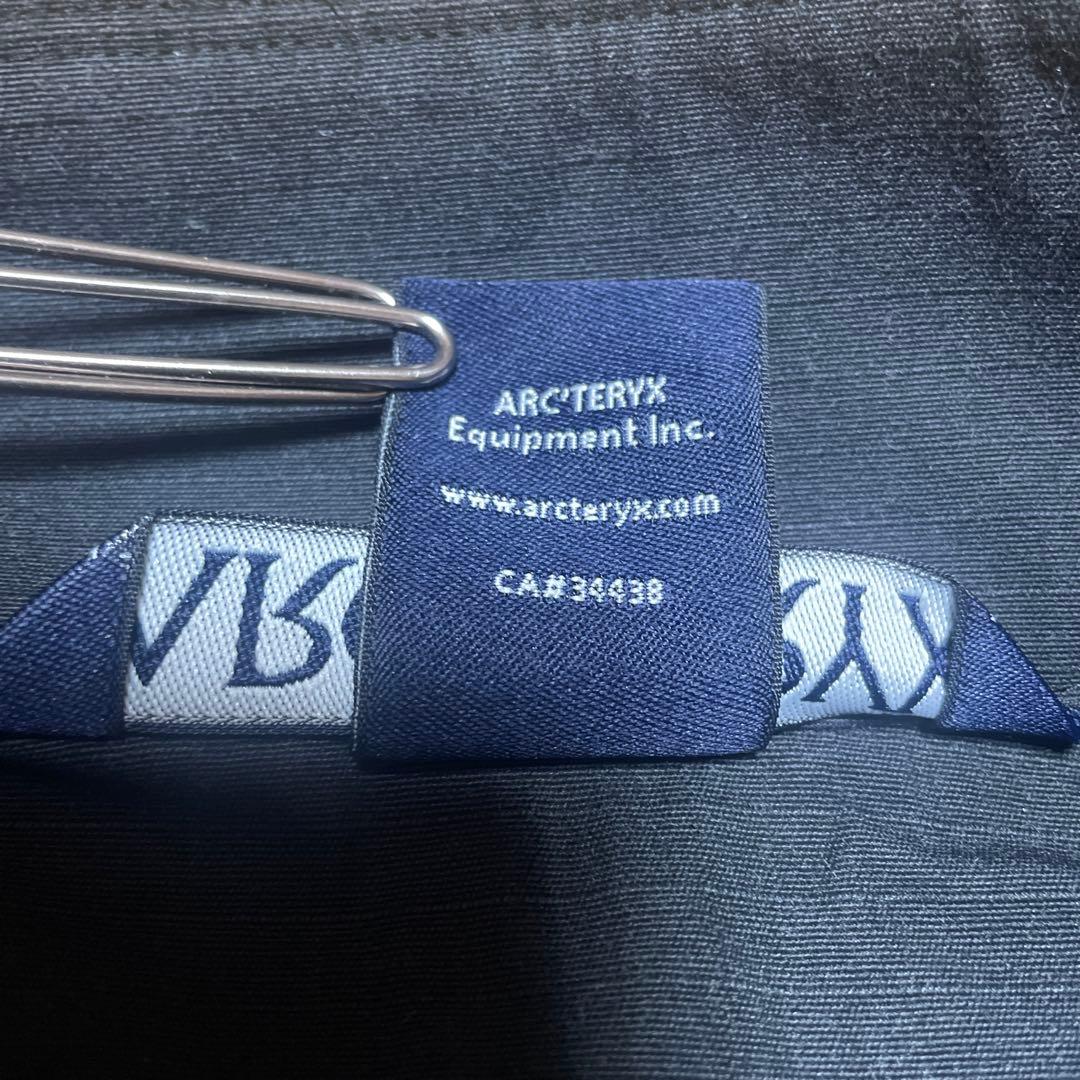 ARC'TERYX
Equipment Inc.
www.arcteryx.com
CA#34438